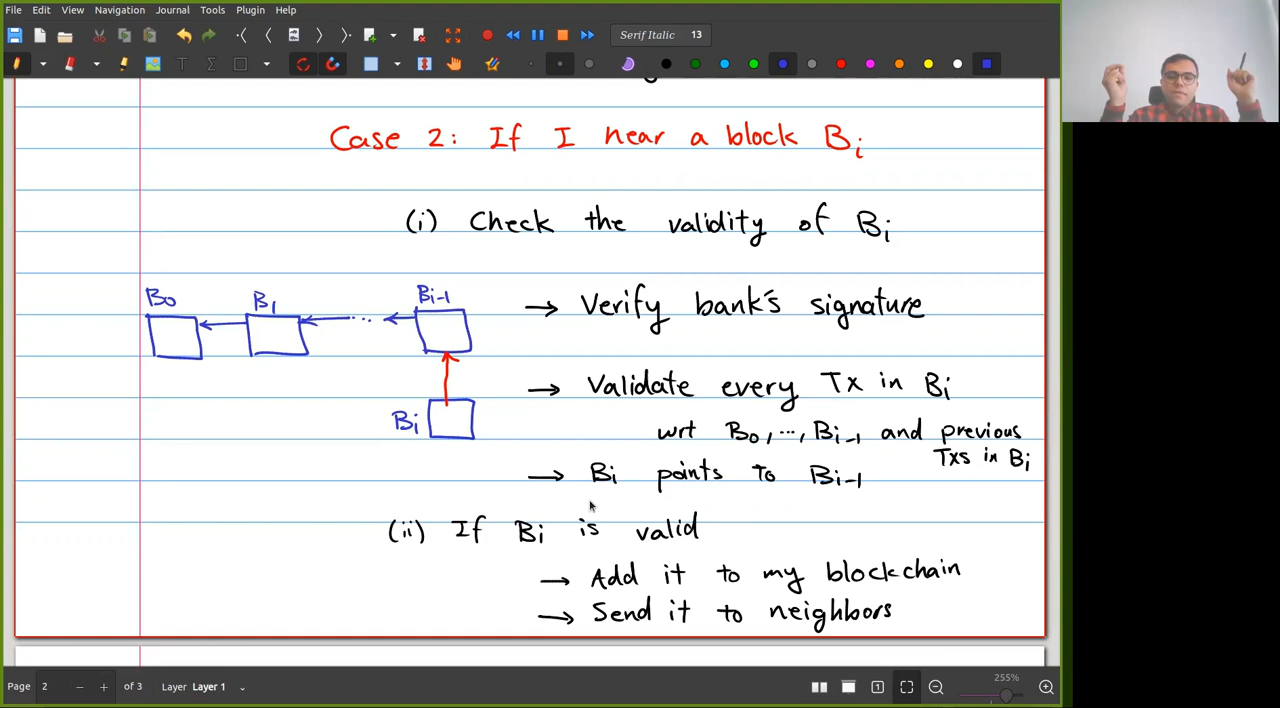 File Edit View Navigation Journal Tools Plugin Help
Serif Italic 13
Case 2: If I hear a block Bi
(i) Check the validity of Bi
B0 B1 Bi-1
→ Verify bank's signature
→ Validate every Tx in Bi
Bi
wrt B0, ..., Bi-1 and previous
Txs in Bi
→ Bi points to Bi-1
(ii) If Bi is valid
→ Add it to my blockchain
→ Send it to neighbors
Page 2 − + of 3 Layer Layer 1 255%